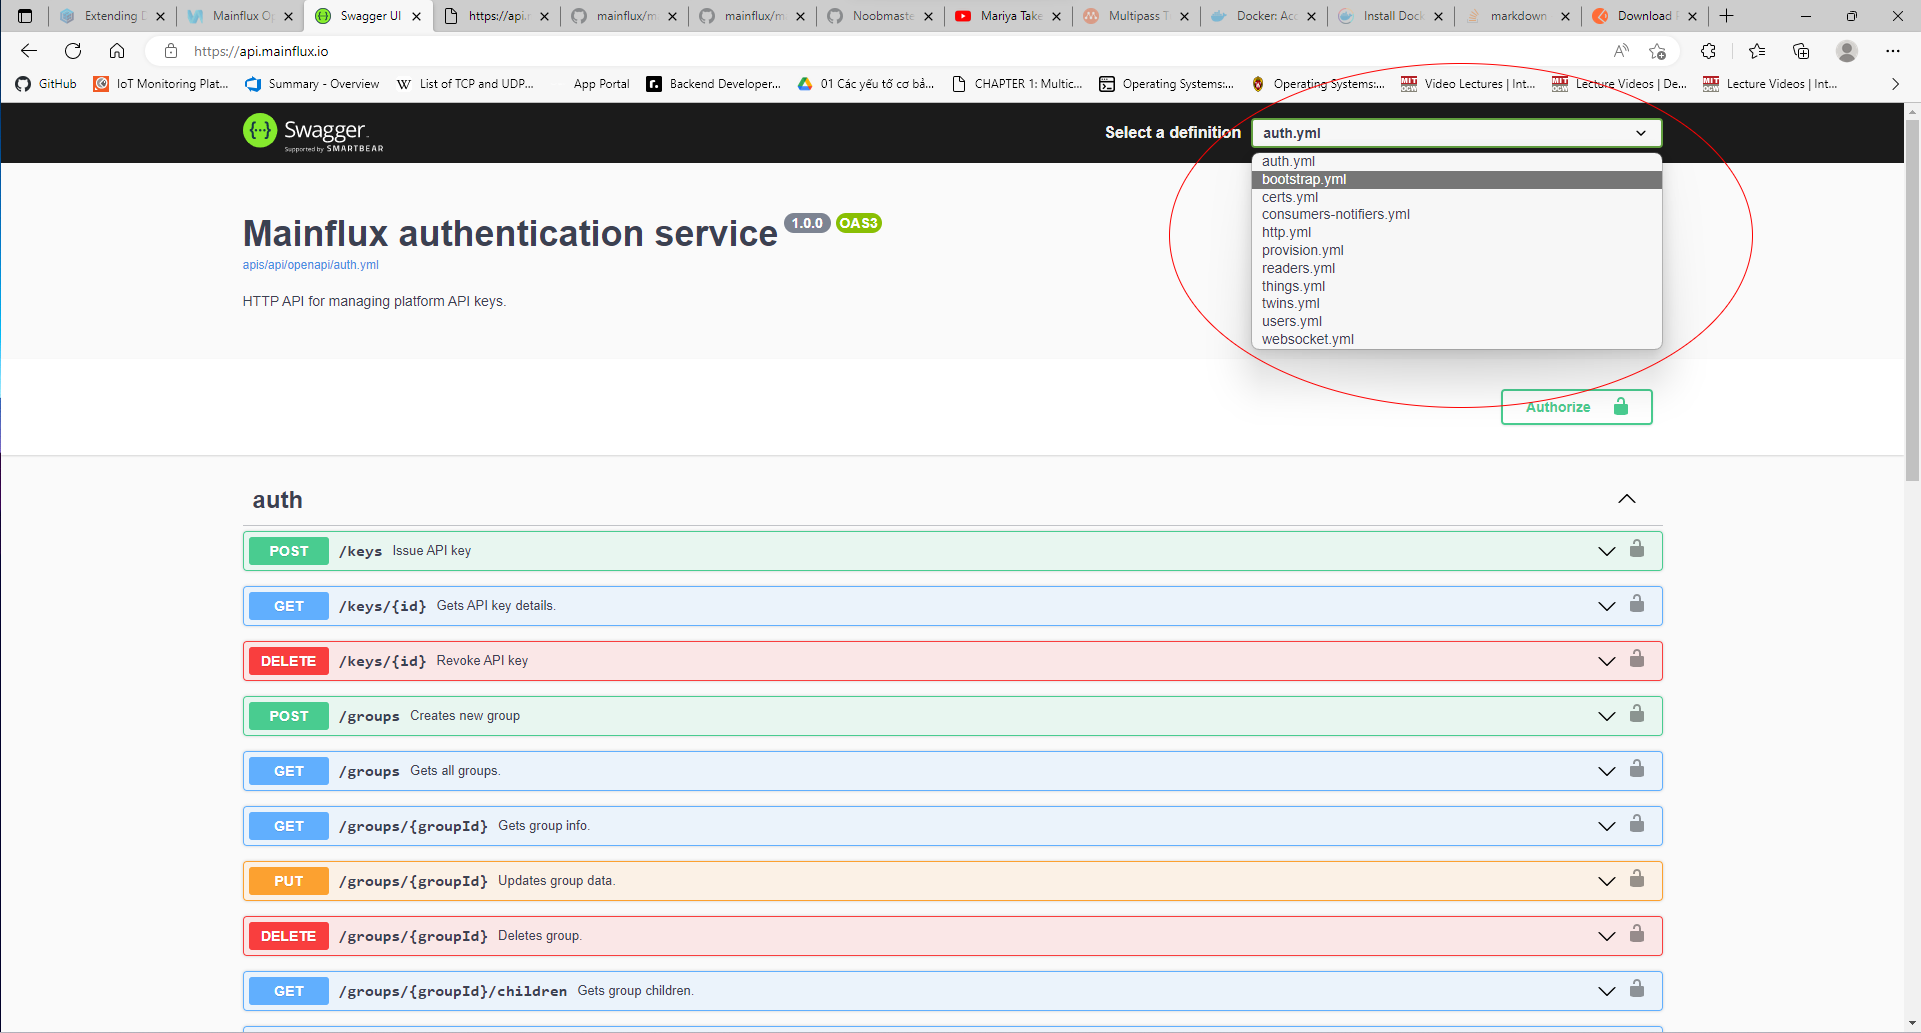 Extending D
Mainflux Op
Swagger UI
https://api.r
mainflux/m
mainflux/m
Noobmaste
Mariya Take
Multipass T
Docker: Acc
Install Dock
markdown
Download
https://api.mainflux.io
GitHub
IoT Monitoring Plat...
Summary - Overview
W List of TCP and UDP...
App Portal
r. Backend Developer...
01 Các yếu tố cơ bả...
CHAPTER 1: Multic...
Operating Systems:...
Operating Systems:...
MIT OCW Video Lectures | Int...
MIT OCW Lecture Videos | De...
MIT OCW Lecture Videos | Int...
Swagger
Supported by SMARTBEAR
Select a definition
auth.yml
auth.yml
bootstrap.yml
certs.yml
consumers-notifiers.yml
http.yml
provision.yml
readers.yml
things.yml
twins.yml
users.yml
websocket.yml
Mainflux authentication service 1.0.0 OAS3
apis/api/openapi/auth.yml
HTTP API for managing platform API keys.
Authorize
auth
POST /keys Issue API key
GET /keys/{id} Gets API key details.
DELETE /keys/{id} Revoke API key
POST /groups Creates new group
GET /groups Gets all groups.
GET /groups/{groupId} Gets group info.
PUT /groups/{groupId} Updates group data.
DELETE /groups/{groupId} Deletes group.
GET /groups/{groupId}/children Gets group children.